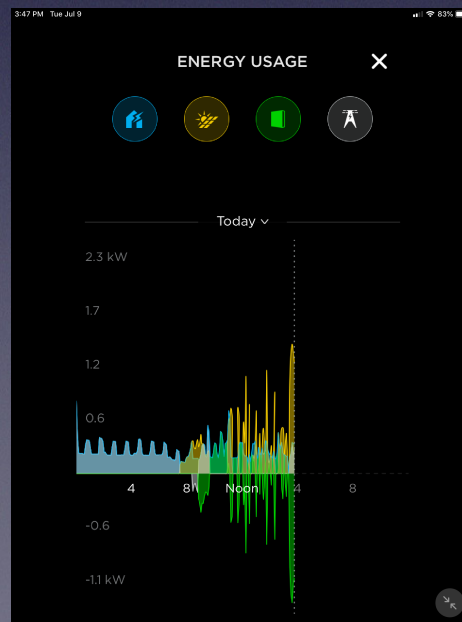 3:47 PM Tue Jul 9
83%
ENERGY USAGE
Today
2.3 kW
1.7
1.2
0.6
4 8 Noon 4 8
-0.6
-1.1 kW